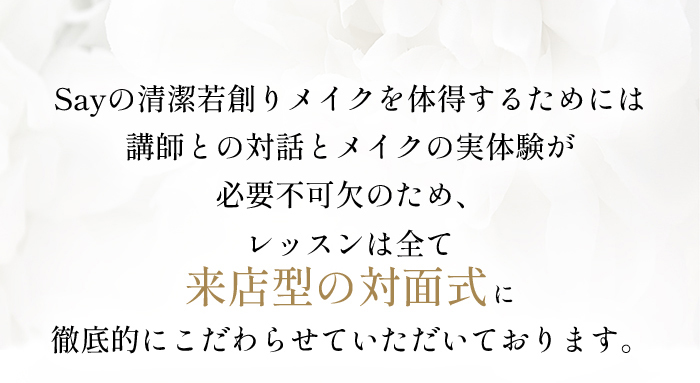 Sayの清潔若創りメイクを体得するためには
講師との対話とメイクの実体験が
必要不可欠のため、
レッスンは全て
来店型の対面式に
徹底的にこだわらせていただいております。